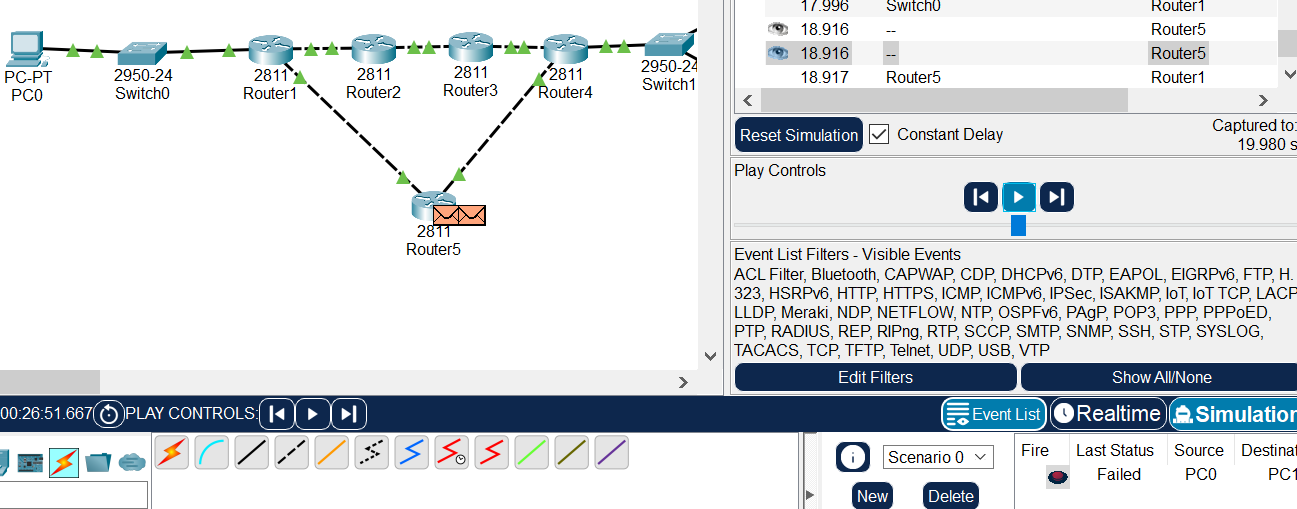 17.996 Switch0 Router1
18.916 -- Router5
18.916 -- Router5
18.917 Router5 Router1
Reset Simulation
Constant Delay
Captured to:
19.980 s
Play Controls
Event List Filters - Visible Events
ACL Filter, Bluetooth, CAPWAP, CDP, DHCPv6, DTP, EAPOL, EIGRPv6, FTP, H.
323, HSRPv6, HTTP, HTTPS, ICMP, ICMPv6, IPSec, ISAKMP, IoT, IoT TCP, LACP
LLDP, Meraki, NDP, NETFLOW, NTP, OSPFv6, PAgP, POP3, PPP, PPPoED,
PTP, RADIUS, REP, RIPng, RTP, SCCP, SMTP, SNMP, SSH, STP, SYSLOG,
TACACS, TCP, TFTP, Telnet, UDP, USB, VTP
Edit Filters
Show All/None
PC-PT
PC0
2950-24
Switch0
2811
Router1
2811
Router2
2811
Router3
2811
Router4
2950-24
Switch1
2811
Router5
00:26:51.667
PLAY CONTROLS:
Event List
Realtime
Simulation
Scenario 0
New
Delete
Fire Last Status Source Destina
Failed PC0 PC1